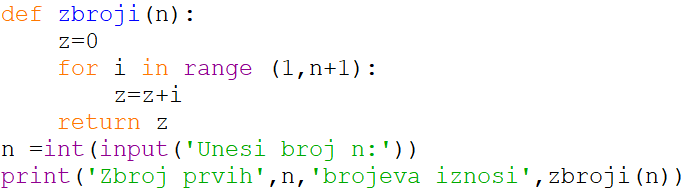 def zbroji(n):
    z=0
    for i in range (1,n+1):
        z=z+i
    return z
n =int(input('Unesi broj n:'))
print('Zbroj prvih',n,'brojeva iznosi',zbroji(n))